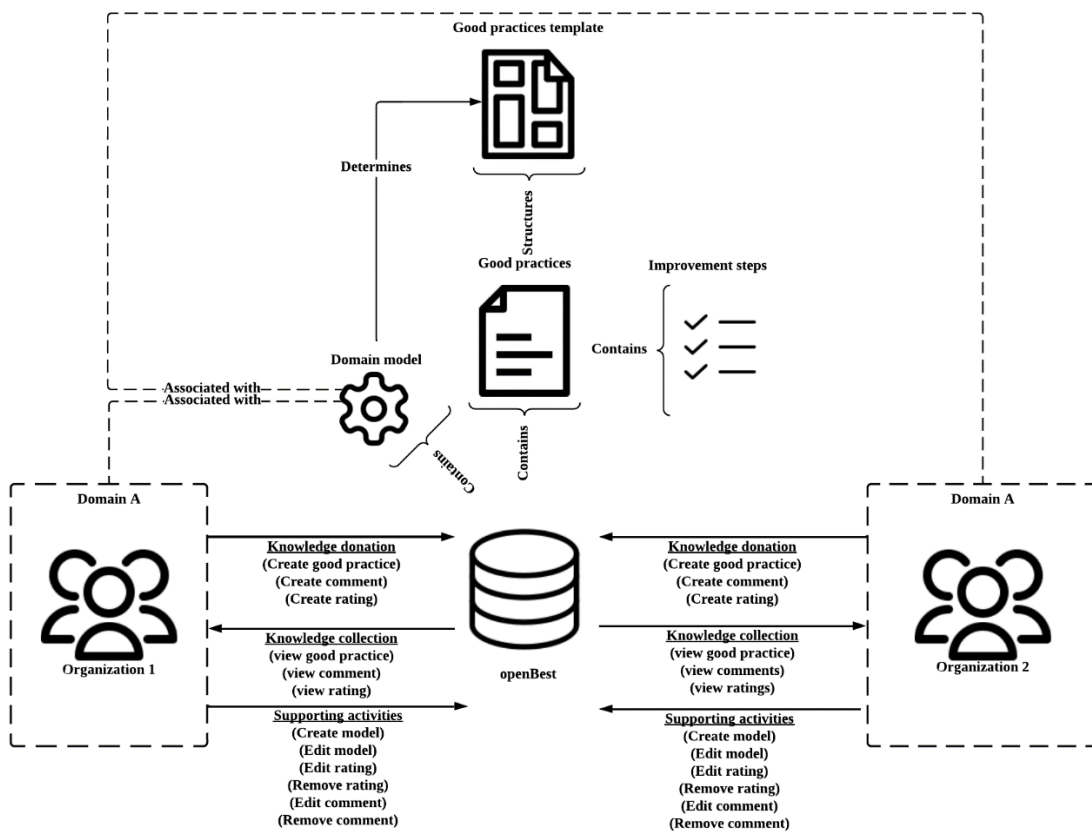 Good practices template
Determines
Structures
Good practices
Improvement steps
Contains
Domain model
Associated with
Associated with
Contains
Contains
Domain A
Organization 1
Knowledge donation
(Create good practice)
(Create comment)
(Create rating)
Knowledge collection
(view good practice)
(view comment)
(view rating)
Supporting activities
(Create model)
(Edit model)
(Edit rating)
(Remove rating)
(Edit comment)
(Remove comment)
openBest
Knowledge donation
(Create good practice)
(Create comment)
(Create rating)
Knowledge collection
(view good practice)
(view comments)
(view ratings)
Supporting activities
(Create model)
(Edit model)
(Edit rating)
(Remove rating)
(Edit comment)
(Remove comment)
Domain A
Organization 2